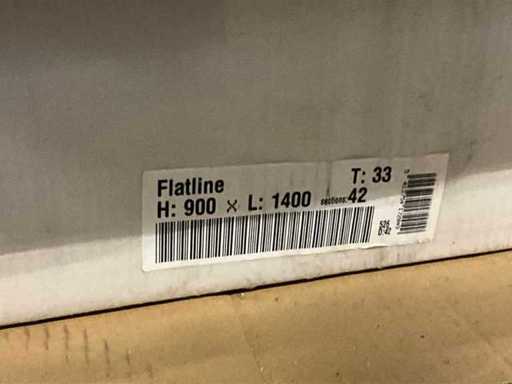 Flatline T: 33
H: 900 x L: 1400 sections:42